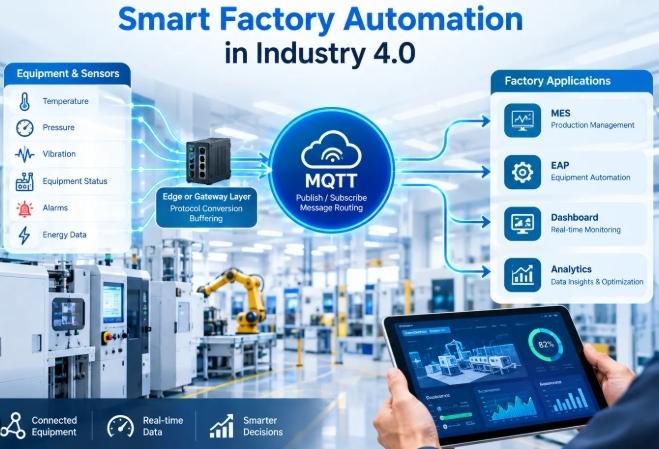 Smart Factory Automation
in Industry 4.0
Equipment & Sensors
Temperature
Pressure
Vibration
Equipment Status
Alarms
Energy Data
Edge or Gateway Layer
Protocol Conversion
Buffering
MQTT
Publish / Subscribe
Message Routing
Factory Applications
MES
Production Management
EAP
Equipment Automation
Dashboard
Real-time Monitoring
Analytics
Data Insights & Optimization
82%
Connected
Equipment
Real-time
Data
Smarter
Decisions